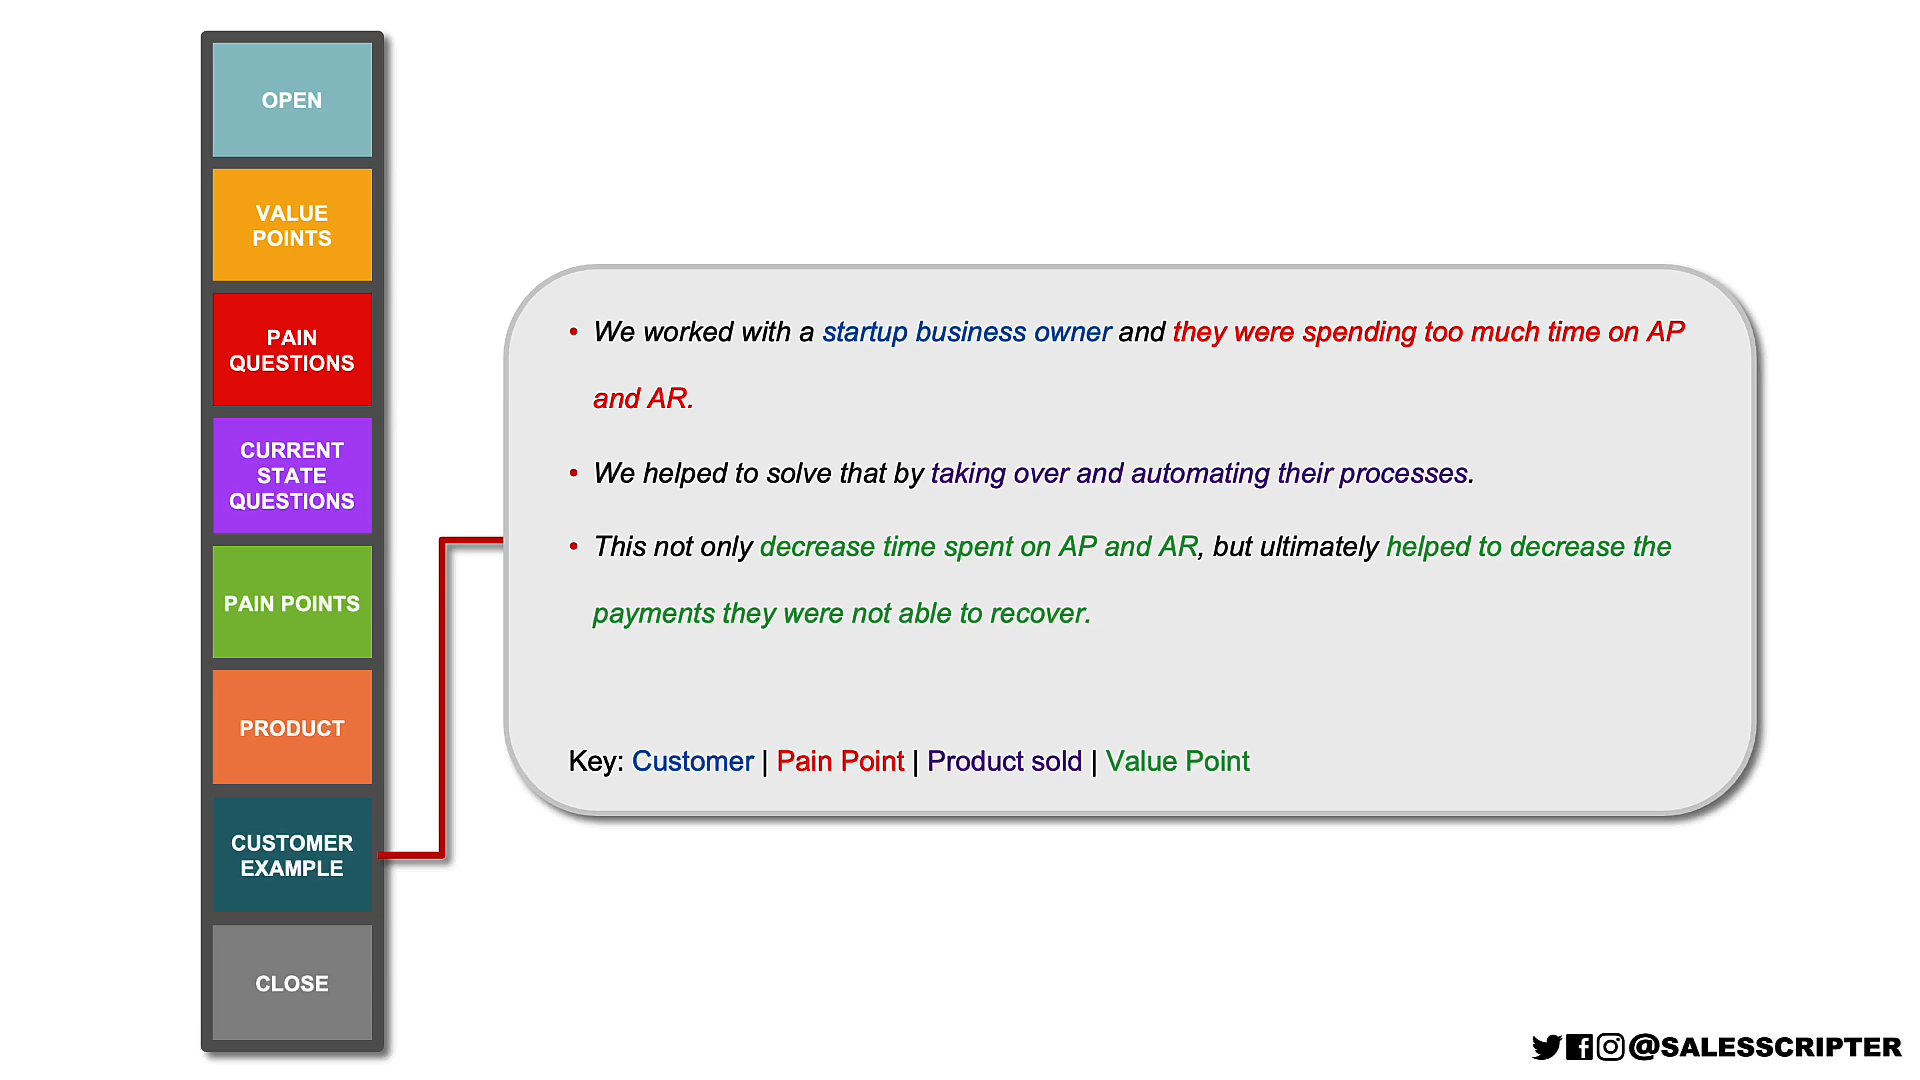 OPEN
VALUE
POINTS
PAIN
QUESTIONS
CURRENT
STATE
QUESTIONS
PAIN POINTS
PRODUCT
CUSTOMER
EXAMPLE
CLOSE
• We worked with a startup business owner and they were spending too much time on AP
and AR.
• We helped to solve that by taking over and automating their processes.
• This not only decrease time spent on AP and AR, but ultimately helped to decrease the
payments they were not able to recover.
Key: Customer | Pain Point | Product sold | Value Point
@SALESSCRIPTER